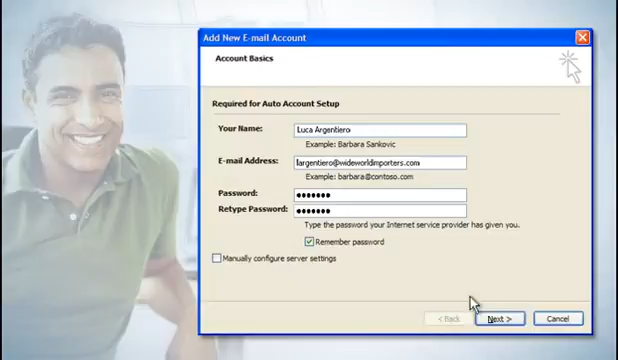 Add New E-mail Account
Account Basics
Required for Auto Account Setup
Your Name: Luca Argentiero
Example: Barbara Sankovic
E-mail Address: largentiero@wideworldimporters.com
Example: barbara@contoso.com
Password: •••••••
Retype Password: •••••••
Type the password your Internet service provider has given you.
Remember password
Manually configure server settings
< Back Next > Cancel